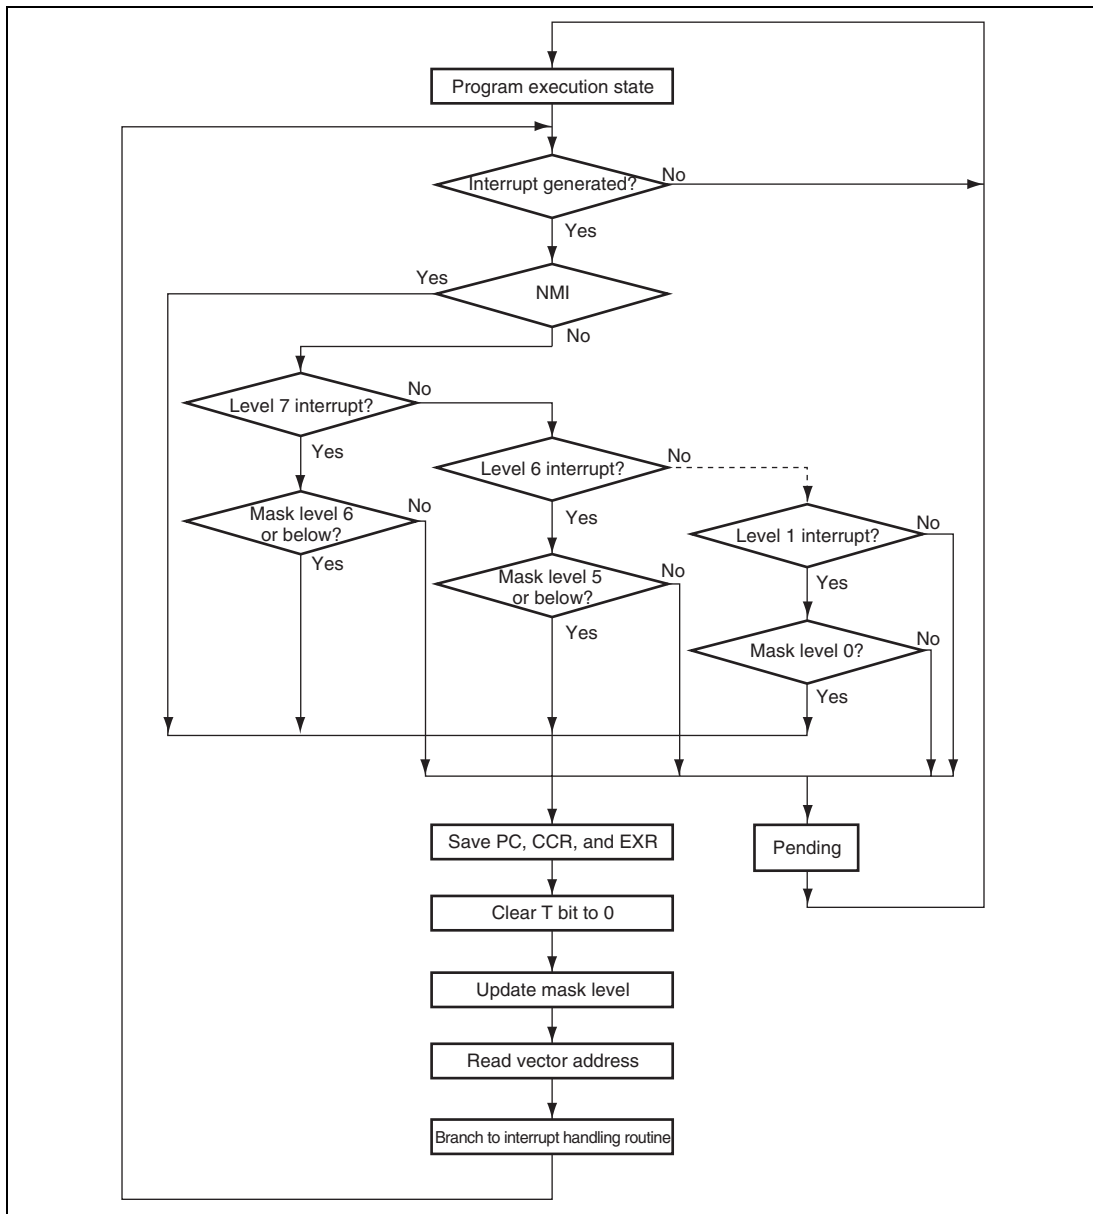 Program execution state
Interrupt generated?
No
Yes
Yes
NMI
No
Level 7 interrupt?
No
Yes
Level 6 interrupt?
No
Mask level 6
or below?
No
Yes
Yes
Level 1 interrupt?
No
Mask level 5
or below?
No
Yes
Yes
Mask level 0?
No
Yes
Save PC, CCR, and EXR
Pending
Clear T bit to 0
Update mask level
Read vector address
Branch to interrupt handling routine